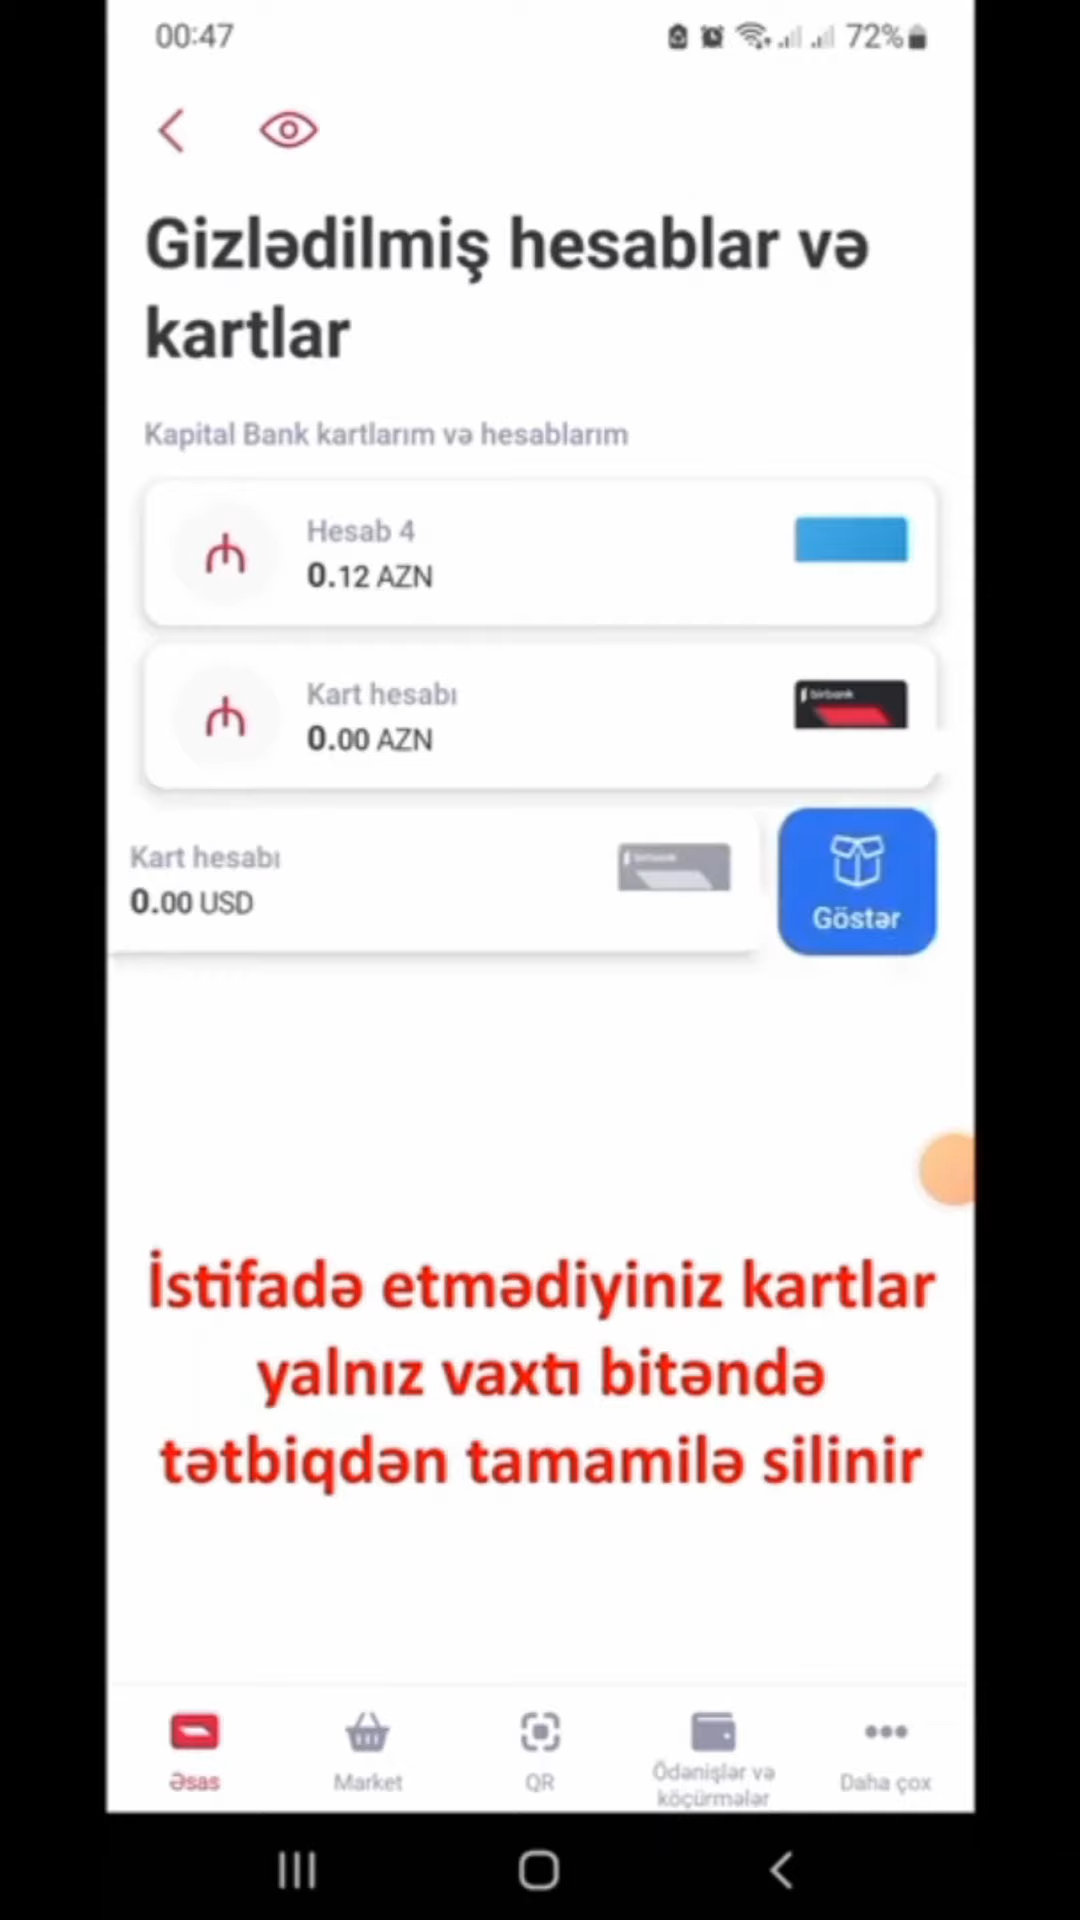 00:47
72%
Gizlədilmiş hesablar və
kartlar
Kapital Bank kartlarım və hesablarım
Hesab 4
0.12 AZN
Kart hesabı
0.00 AZN
birbank
Kart hesabı
0.00 USD
birbank
Göstər
İstifadə etmədiyiniz kartlar
yalnız vaxtı bitəndə
tətbiqdən tamamilə silinir
Əsas
Market
QR
Ödənişlər və
köçürmələr
Daha çox